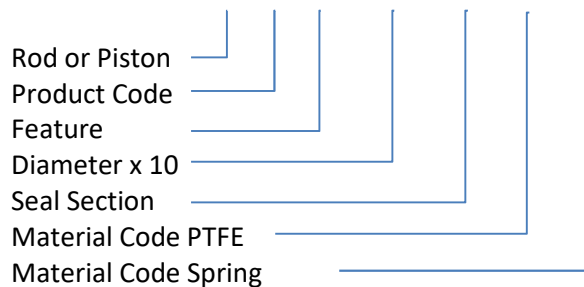 Rod or Piston
Product Code
Feature
Diameter x 10
Seal Section
Material Code PTFE
Material Code Spring